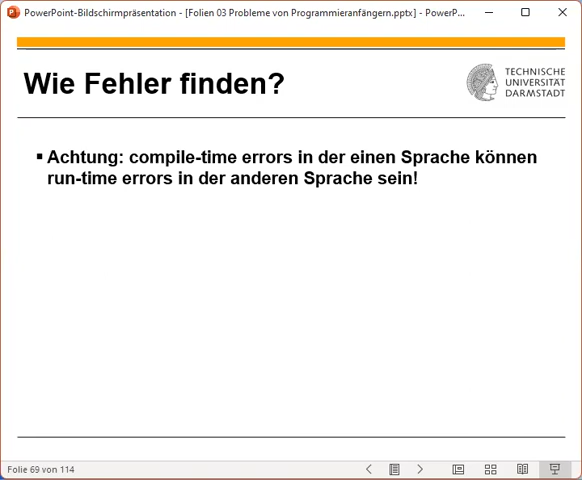 PowerPoint-Bildschirmpräsentation - [Folien 03 Probleme von Programmieranfängern.pptx] - PowerP...
Wie Fehler finden?
TECHNISCHE
UNIVERSITÄT
DARMSTADT
▪ Achtung: compile-time errors in der einen Sprache können
run-time errors in der anderen Sprache sein!
Folie 69 von 114